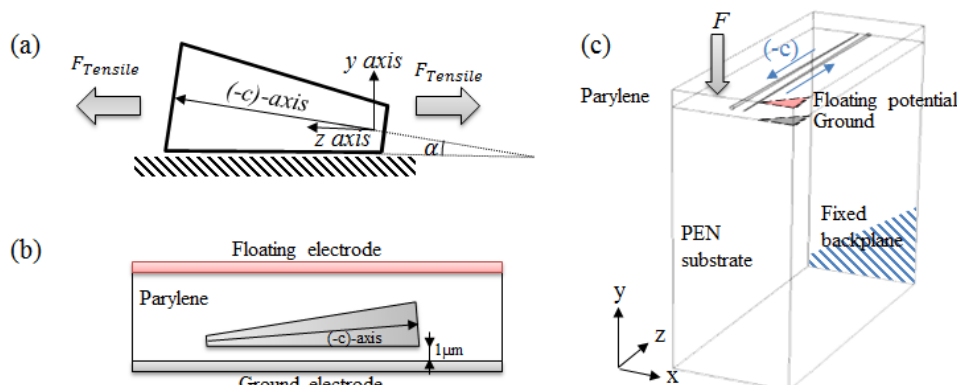 (a)
F_Tensile
(-c)-axis
y axis
z axis
α
F_Tensile
(b)
Floating electrode
Parylene
(-c)-axis
1μm
Ground electrode
(c)
F
(-c)
Parylene
Floating potential
Ground
PEN
substrate
Fixed
backplane
y
z
x